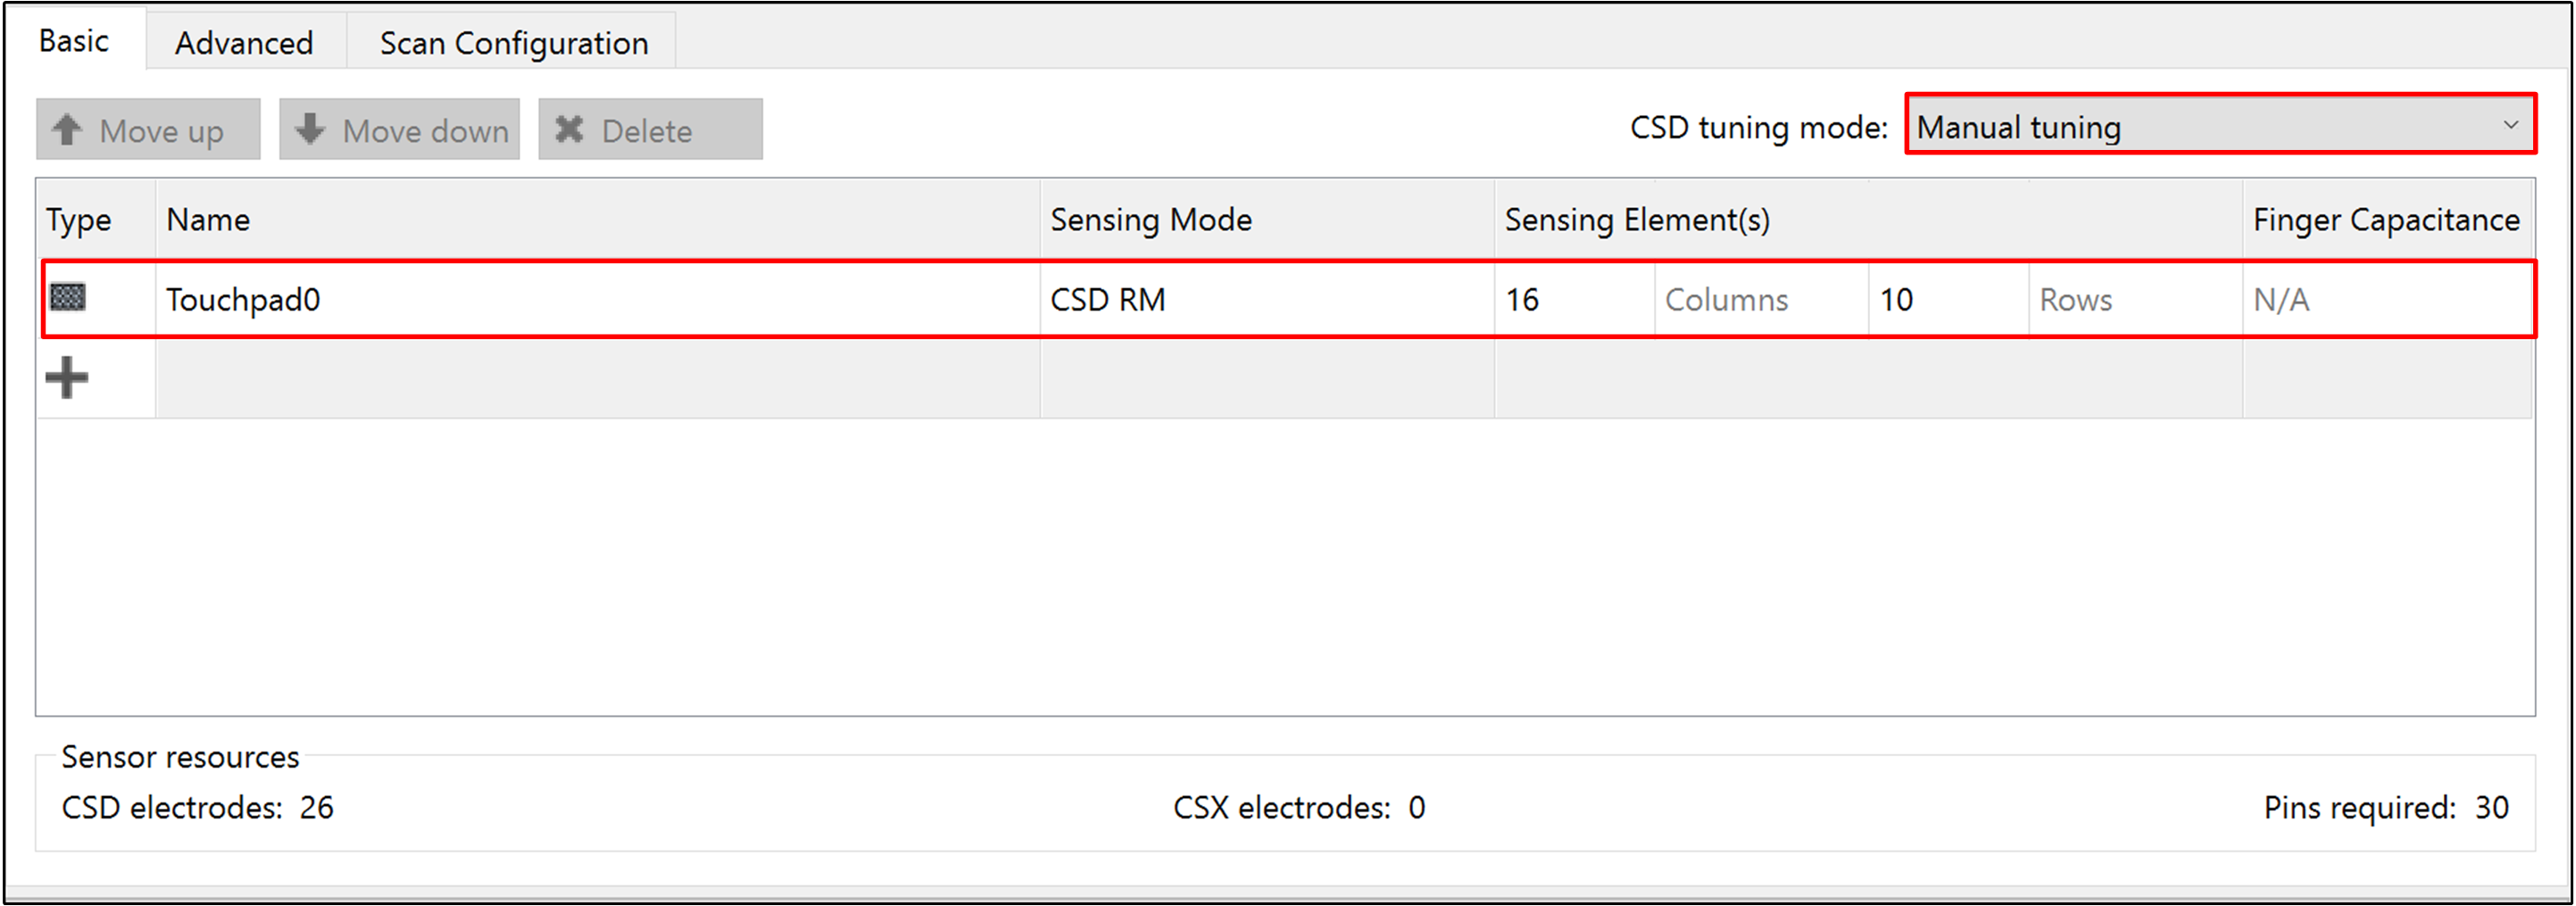 Basic Advanced Scan Configuration
Move up Move down Delete CSD tuning mode: Manual tuning
Type Name Sensing Mode Sensing Element(s) Finger Capacitance
Touchpad0 CSD RM 16 Columns 10 Rows N/A
Sensor resources
CSD electrodes: 26 CSX electrodes: 0 Pins required: 30